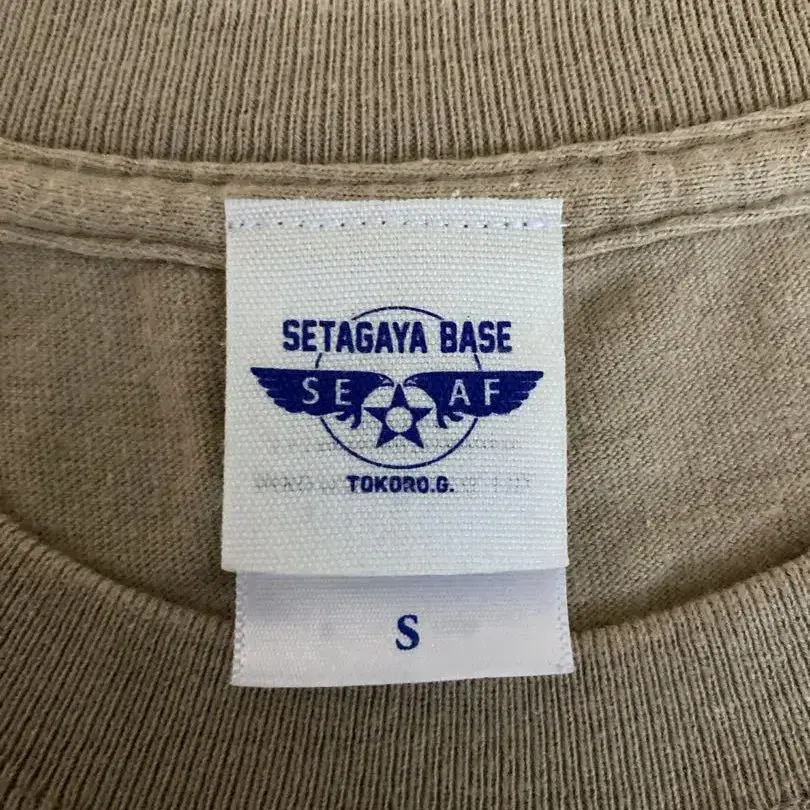 SETAGAYA BASE
SE AF
TOKORO.G.
S